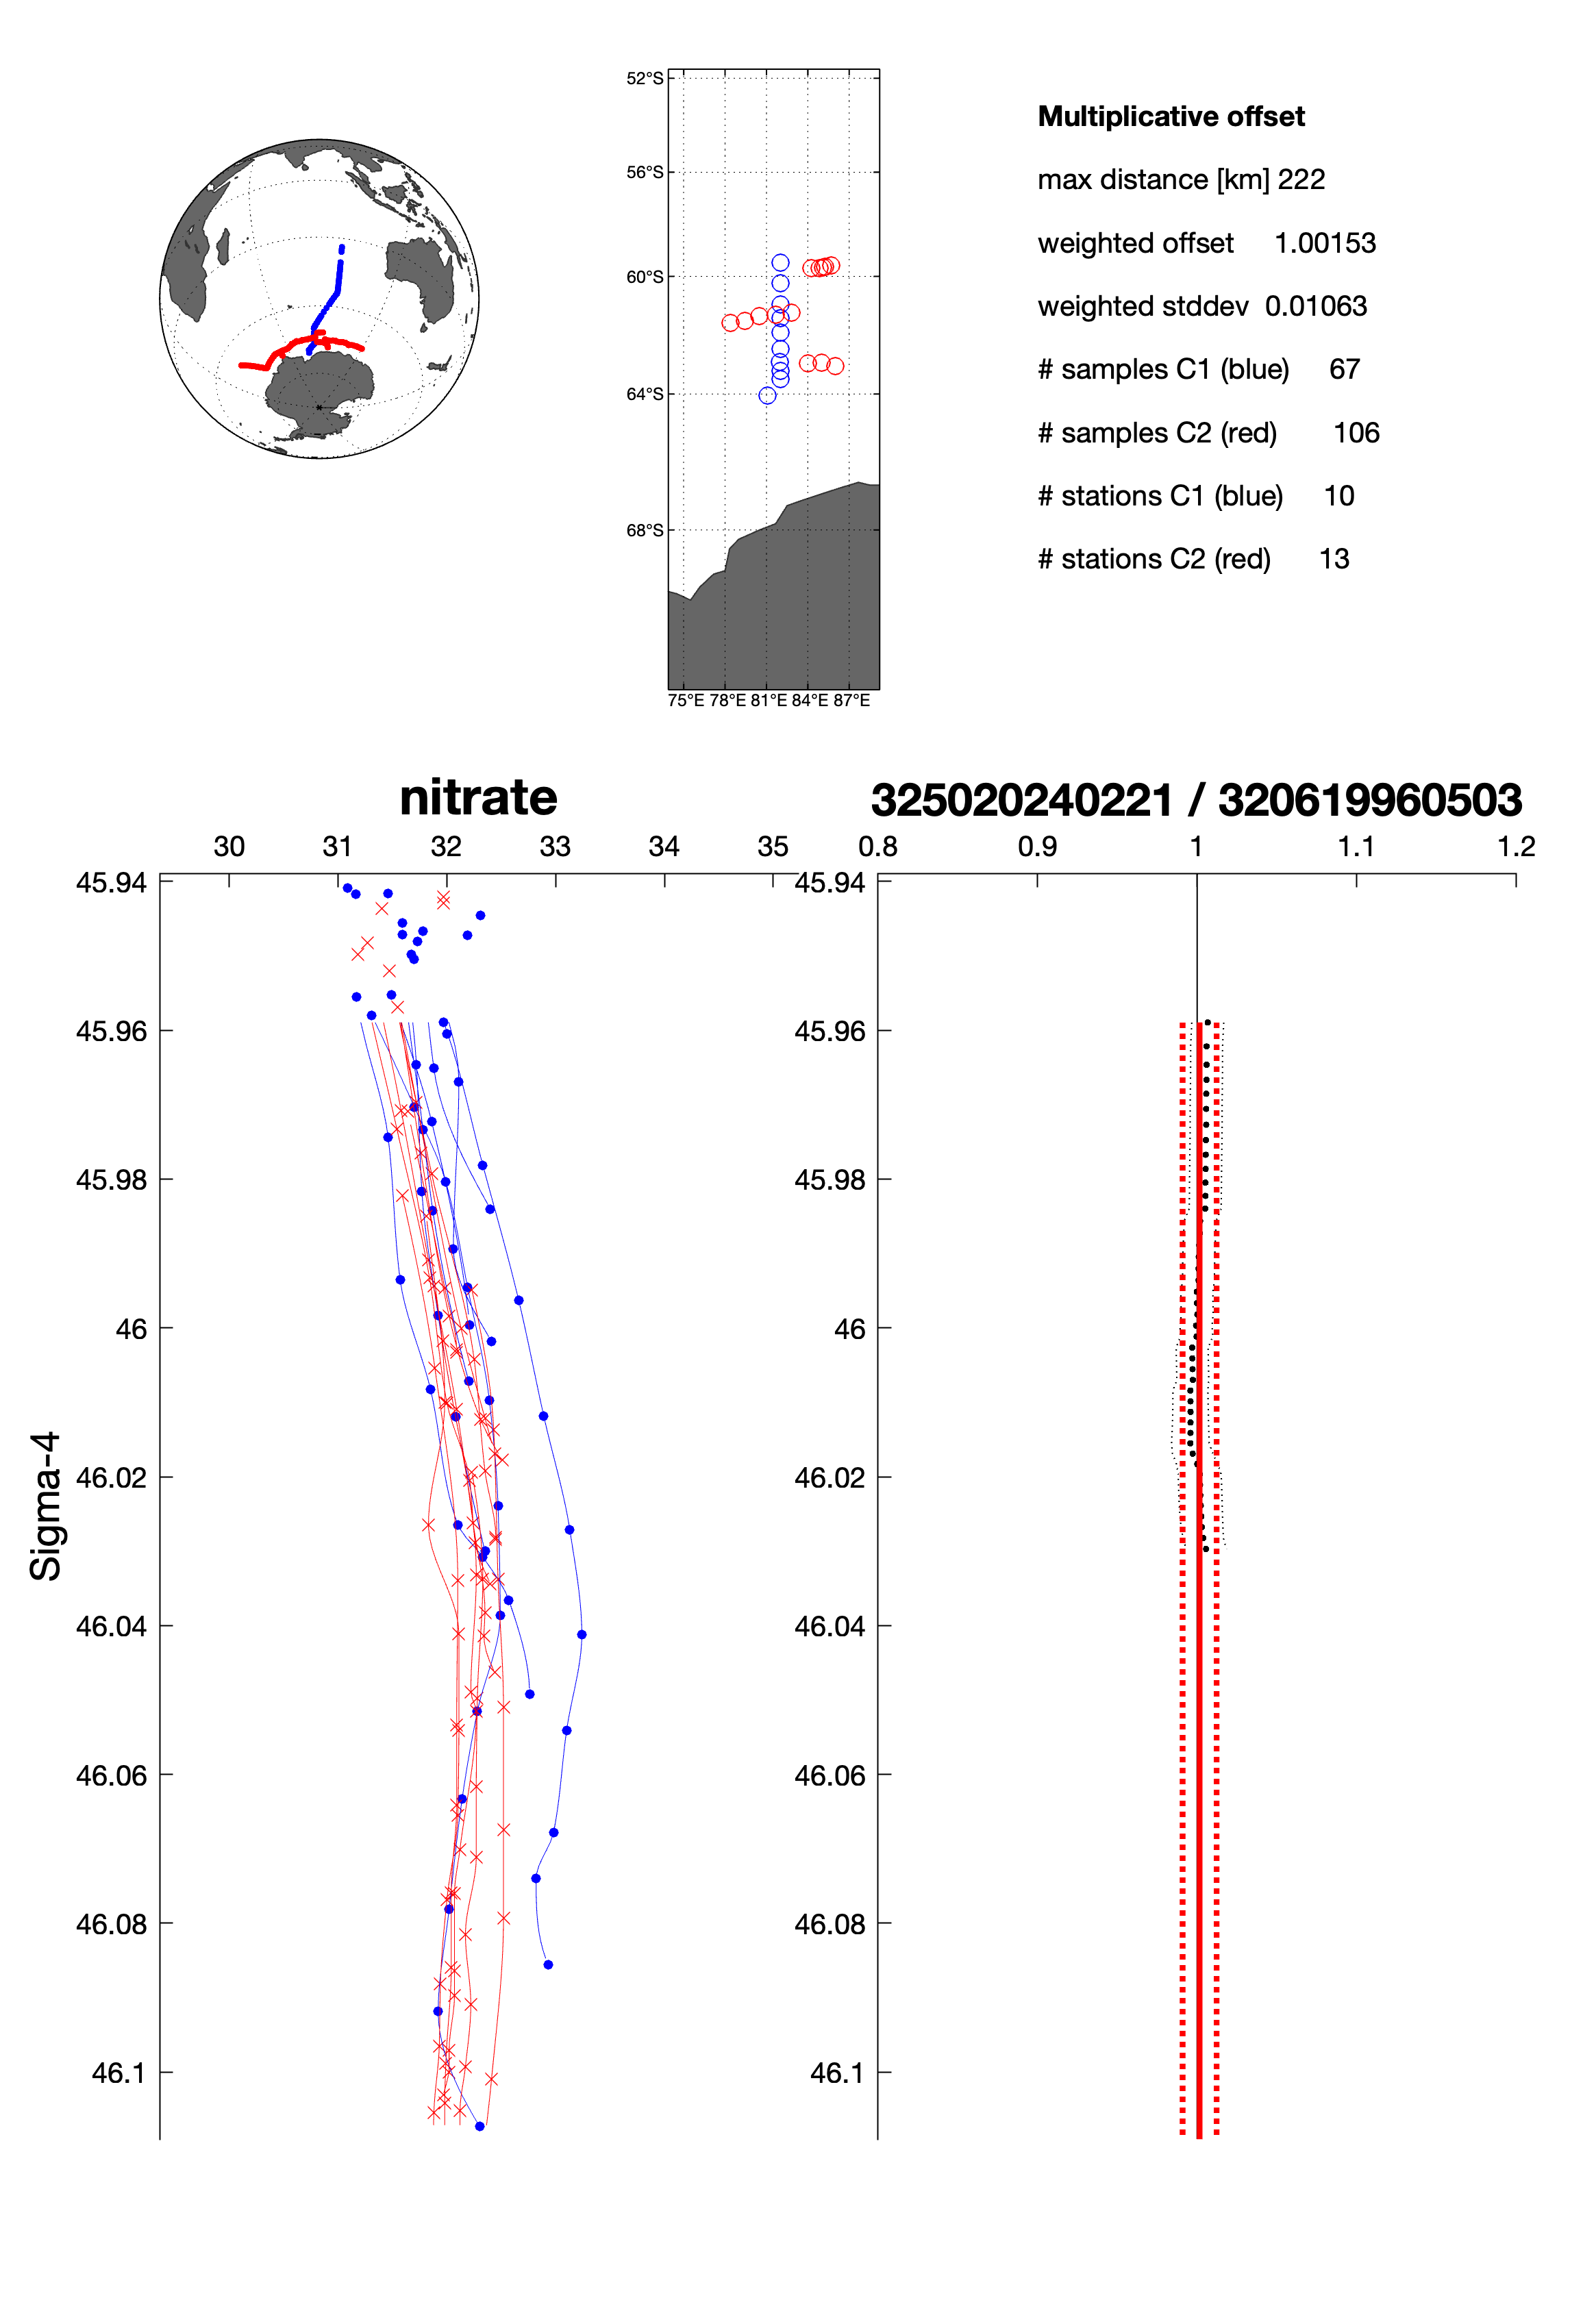 52°S
56°S
60°S
64°S
68°S
75°E 78°E 81°E 84°E 87°E
Multiplicative offset
max distance [km] 222
weighted offset 1.00153
weighted stddev 0.01063
# samples C1 (blue) 67
# samples C2 (red) 106
# stations C1 (blue) 10
# stations C2 (red) 13
nitrate
30 31 32 33 34 35
Sigma-4
45.94
45.96
45.98
46
46.02
46.04
46.06
46.08
46.1
325020240221 / 320619960503
0.8 0.9 1 1.1 1.2
45.94
45.96
45.98
46
46.02
46.04
46.06
46.08
46.1